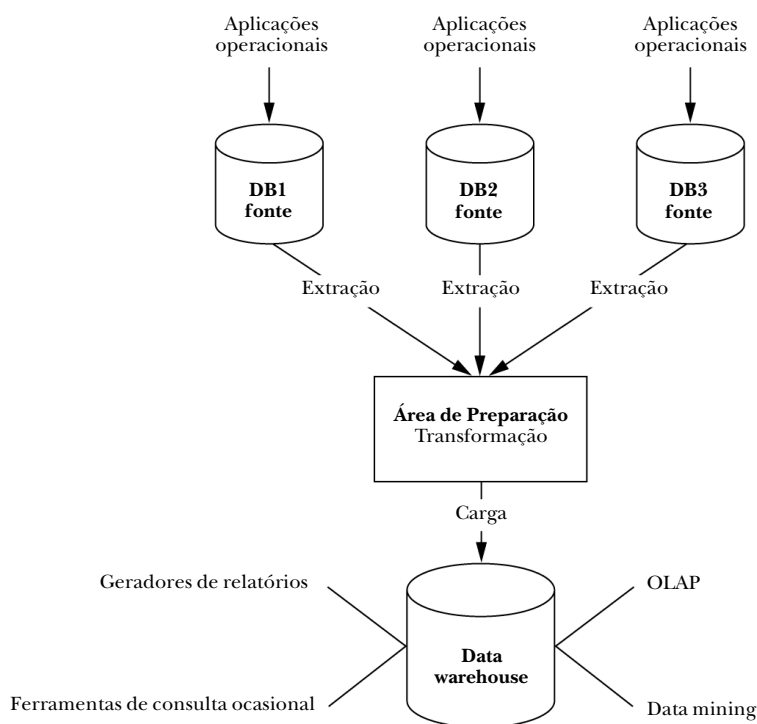 Aplicações
operacionais
Aplicações
operacionais
Aplicações
operacionais
DB1
fonte
DB2
fonte
DB3
fonte
Extração
Extração
Extração
Área de Preparação
Transformação
Carga
Geradores de relatórios
OLAP
Data
warehouse
Ferramentas de consulta ocasional
Data mining